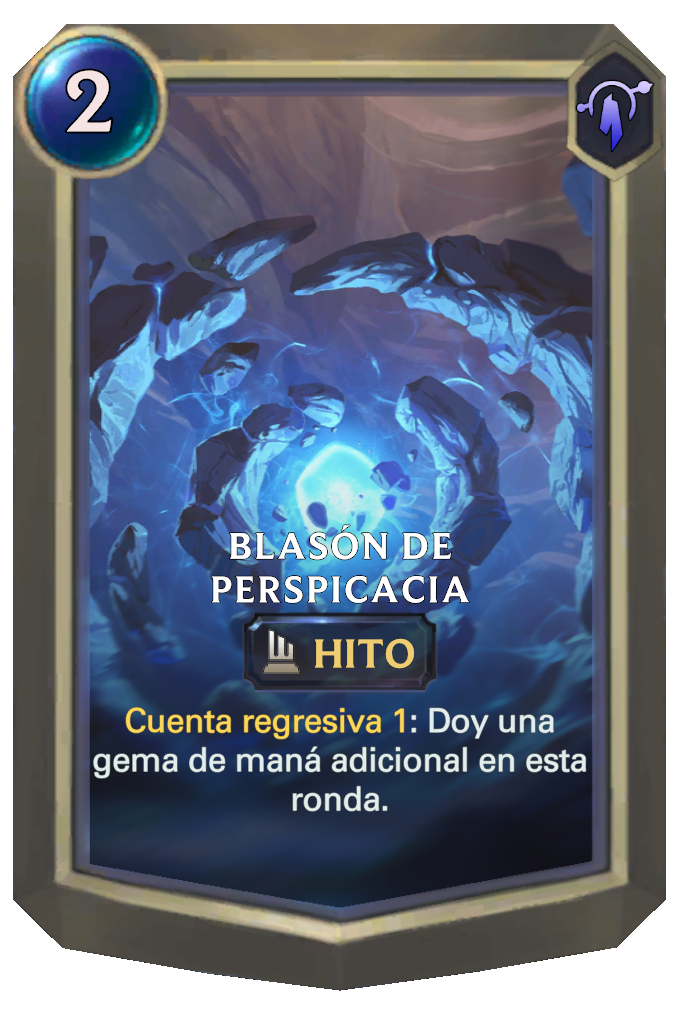 2
BLASÓN DE
PERSPICACIA
HITO
Cuenta regresiva 1: Doy una
gema de maná adicional en esta
ronda.